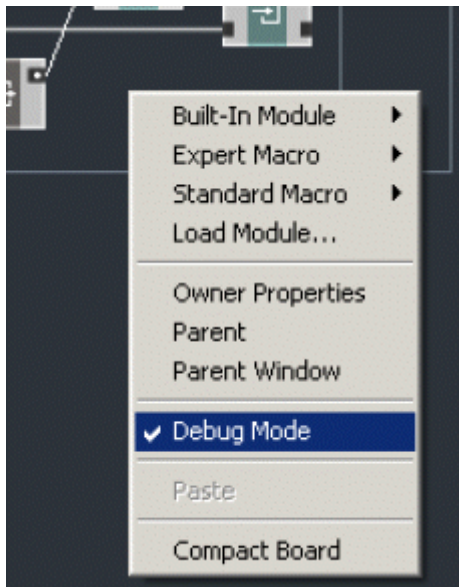 Built-In Module
Expert Macro
Standard Macro
Load Module...
Owner Properties
Parent
Parent Window
Debug Mode
Paste
Compact Board